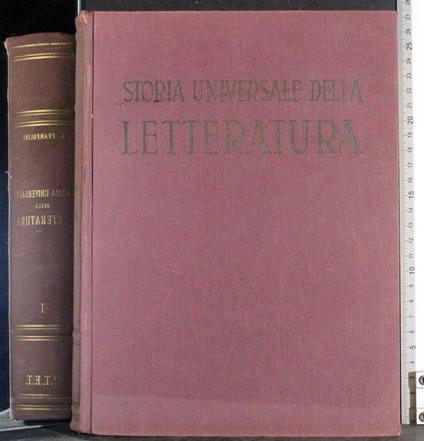 STORIA UNIVERSALE DELLA
LETTERATURA
PRAMPOLINI
STORIA UNIVERSALE
DELLA
LETTERATURA
I
U.T.E.T.